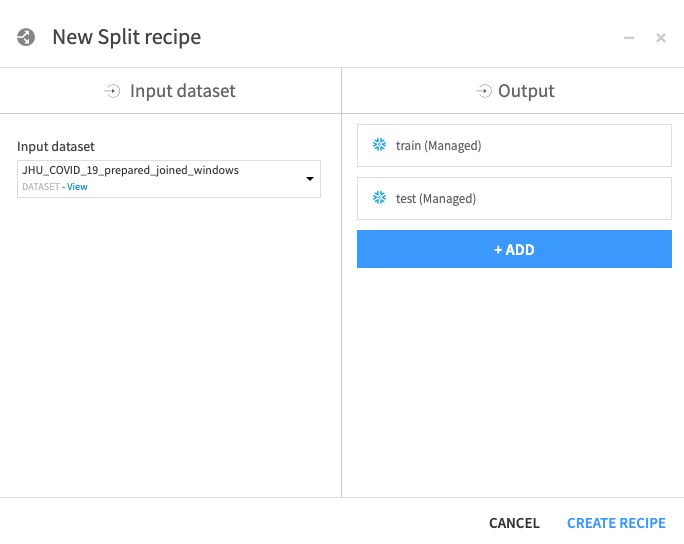 New Split recipe
Input dataset
Output
Input dataset
JHU_COVID_19_prepared_joined_windows
DATASET - View
train (Managed)
test (Managed)
+ ADD
CANCEL
CREATE RECIPE